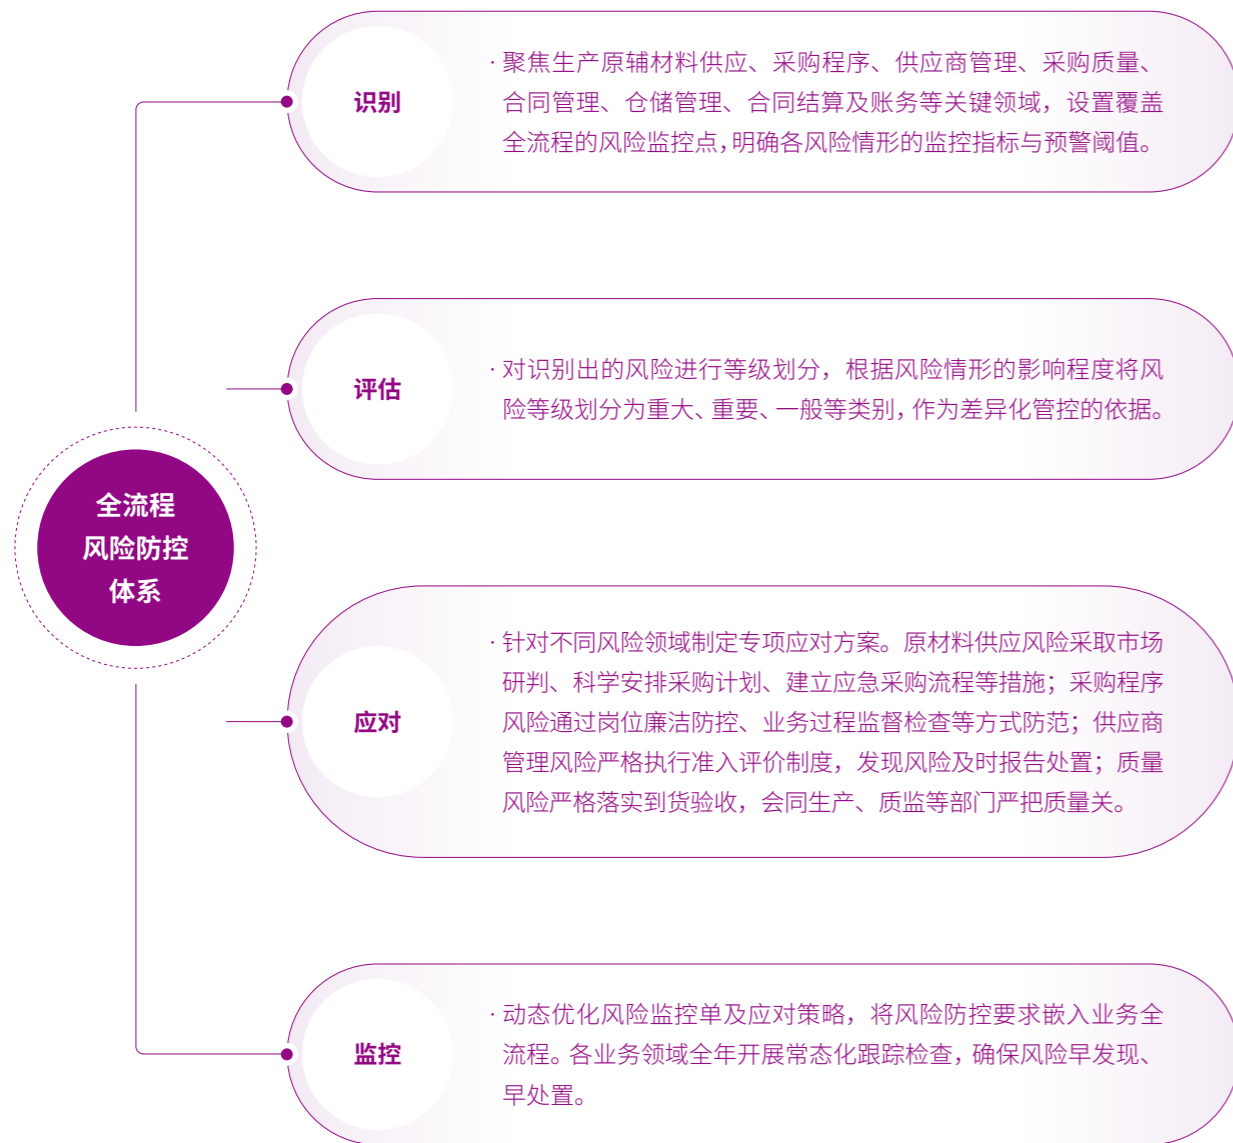 识别
· 聚焦生产原辅材料供应、采购程序、供应商管理、采购质量、
合同管理、仓储管理、合同结算及账务等关键领域，设置覆盖
全流程的风险监控点，明确各风险情形的监控指标与预警阈值。
评估
· 对识别出的风险进行等级划分，根据风险情形的影响程度将风
险等级划分为重大、重要、一般等类别，作为差异化管控的依据。
全流程
风险防控
体系
应对
· 针对不同风险领域制定专项应对方案。原材料供应风险采取市场
研判、科学安排采购计划、建立应急采购流程等措施；采购程序
风险通过岗位廉洁防控、业务过程监督检查等方式防范；供应商
管理风险严格执行准入评价制度，发现风险及时报告处置；质量
风险严格落实到货验收，会同生产、质监等部门严把质量关。
监控
· 动态优化风险监控单及应对策略，将风险防控要求嵌入业务全
流程。各业务领域全年开展常态化跟踪检查，确保风险早发现、
早处置。